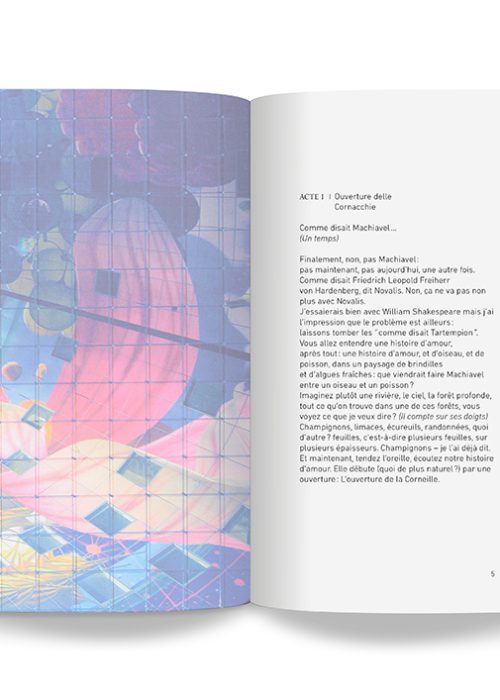 ACTE I | Ouverture delle
Cornacchie
Comme disait Machiavel...
(Un temps)
Finalement, non, pas Machiavel :
pas maintenant, pas aujourd'hui, une autre fois.
Comme disait Friedrich Leopold Freiherr
von Hardenberg, dit Novalis. Non, ça ne va pas non
plus avec Novalis.
J'essaierais bien avec William Shakespeare mais j'ai
l'impression que le problème est ailleurs :
laissons tomber les "comme disait Tartempion".
Vous allez entendre une histoire d'amour,
après tout : une histoire d'amour, et d'oiseau, et de
poisson, dans un paysage de brindilles
et d'algues fraîches : que viendrait faire Machiavel
entre un oiseau et un poisson ?
Imaginez plutôt une rivière, le ciel, la forêt profonde,
tout ce qu'on trouve dans une de ces forêts, vous
voyez ce que je veux dire ? (il compte sur ses doigts)
Champignons, limaces, écureuils, randonnées, quoi
d'autre ? feuilles, c'est-à-dire plusieurs feuilles, sur
plusieurs épaisseurs. Champignons – je l'ai déjà dit.
Et maintenant, tendez l'oreille, écoutez notre histoire
d'amour. Elle débute (quoi de plus naturel ?) par une
ouverture : L'ouverture de la Corneille.
5